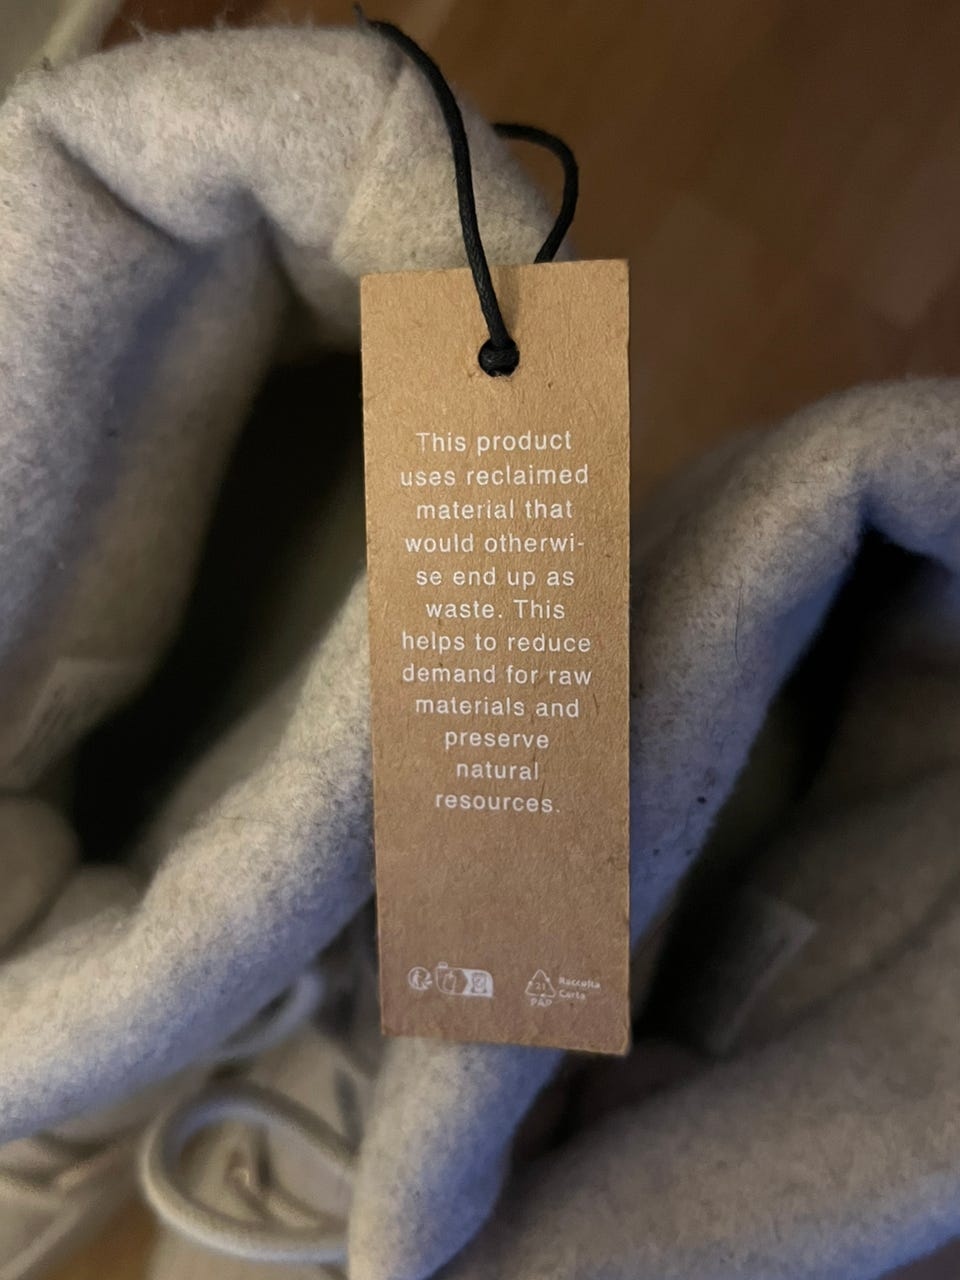 This product
uses reclaimed
material that
would otherwi-
se end up as
waste. This
helps to reduce
demand for raw
materials and
preserve
natural
resources.
21
PAP
Raccolta
Carta